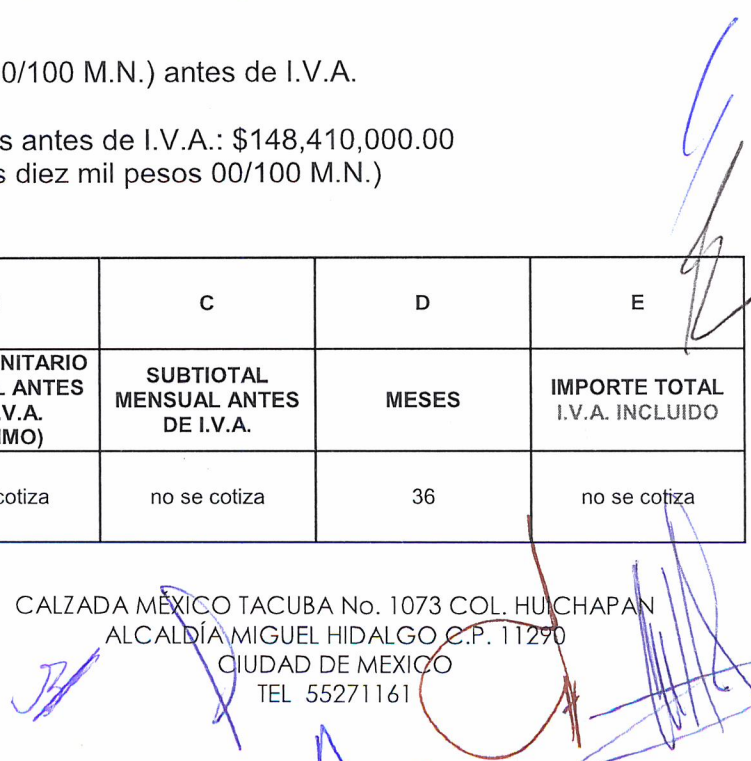 0/100 M.N.) antes de I.V.A.
s antes de I.V.A.: $148,410,000.00
s diez mil pesos 00/100 M.N.)
C D E
NITARIO
L ANTES
.V.A.
IMO)
SUBTIOTAL
MENSUAL ANTES
DE I.V.A.
MESES
IMPORTE TOTAL
I.V.A. INCLUIDO
cotiza no se cotiza 36 no se cotiza
CALZADA MÉXICO TACUBA No. 1073 COL. HUICHAPAN
ALCALDÍA MIGUEL HIDALGO C.P. 11290
CIUDAD DE MEXICO
TEL 55271161